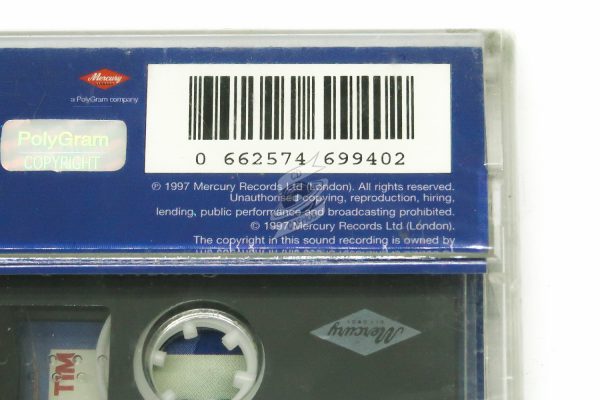 Mercury
RECORDS
a PolyGram company
PolyGram
COPYRIGHT
0 662574 699402
℗ 1997 Mercury Records Ltd (London). All rights reserved.
Unauthorised copying, reproduction, hiring,
lending, public performance and broadcasting prohibited.
© 1997 Mercury Records Ltd (London).
The copyright in this sound recording is owned by
TIM
Mercury
RECORDS